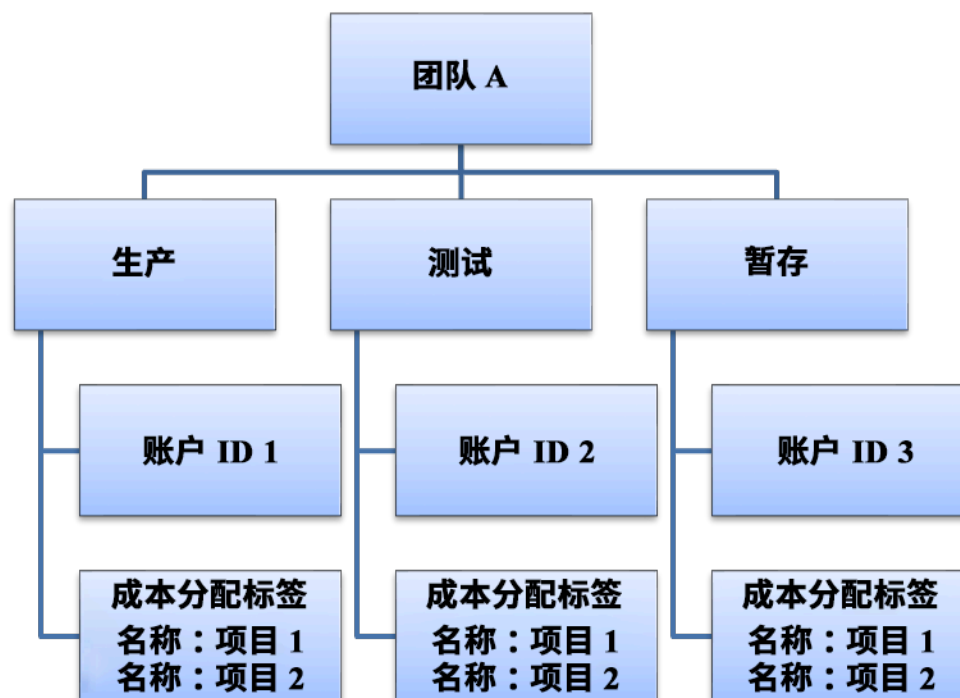 团队 A
生产
测试
暂存
账户 ID 1
账户 ID 2
账户 ID 3
成本分配标签
名称：项目 1
名称：项目 2
成本分配标签
名称：项目 1
名称：项目 2
成本分配标签
名称：项目 1
名称：项目 2